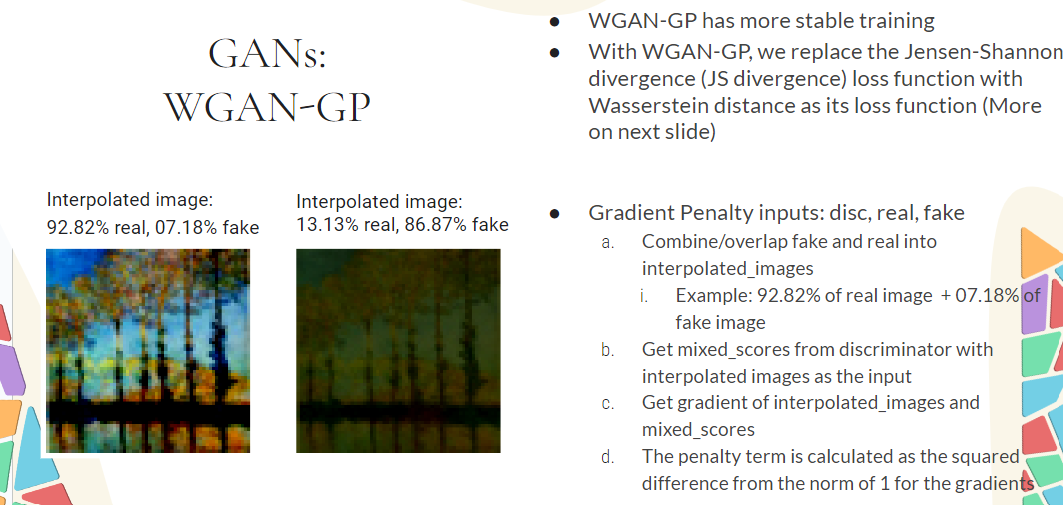 GANs:
WGAN-GP
Interpolated image:
92.82% real, 07.18% fake
Interpolated image:
13.13% real, 86.87% fake
● WGAN-GP has more stable training
● With WGAN-GP, we replace the Jensen-Shannon
divergence (JS divergence) loss function with
Wasserstein distance as its loss function (More
on next slide)
● Gradient Penalty inputs: disc, real, fake
a. Combine/overlap fake and real into
interpolated_images
i. Example: 92.82% of real image + 07.18% of
fake image
b. Get mixed_scores from discriminator with
interpolated images as the input
c. Get gradient of interpolated_images and
mixed_scores
d. The penalty term is calculated as the squared
difference from the norm of 1 for the gradients